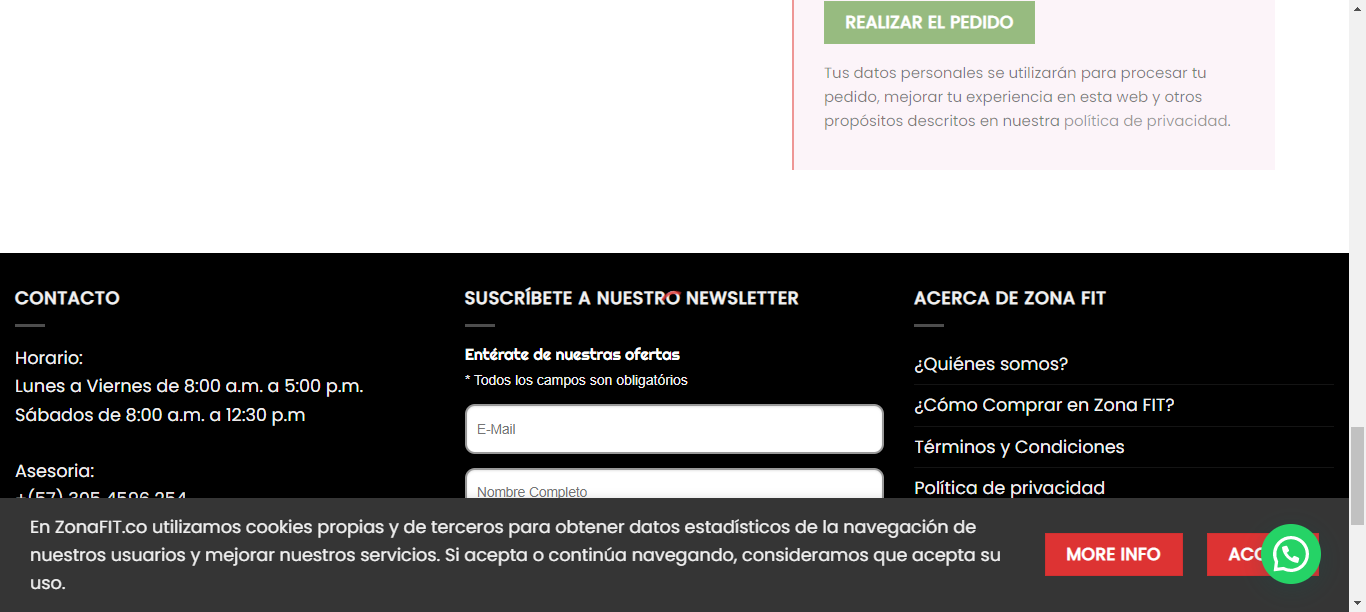 REALIZAR EL PEDIDO
Tus datos personales se utilizarán para procesar tu
pedido, mejorar tu experiencia en esta web y otros
propósitos descritos en nuestra política de privacidad.
CONTACTO
Horario:
Lunes a Viernes de 8:00 a.m. a 5:00 p.m.
Sábados de 8:00 a.m. a 12:30 p.m
Asesoria:
+(57) 305 4596 254
SUSCRÍBETE A NUESTRO NEWSLETTER
Entérate de nuestras ofertas
* Todos los campos son obligatórios
E-Mail
Nombre Completo
ACERCA DE ZONA FIT
¿Quiénes somos?
¿Cómo Comprar en Zona FIT?
Términos y Condiciones
Política de privacidad
En ZonaFIT.co utilizamos cookies propias y de terceros para obtener datos estadísticos de la navegación de
nuestros usuarios y mejorar nuestros servicios. Si acepta o continúa navegando, consideramos que acepta su
uso.
MORE INFO